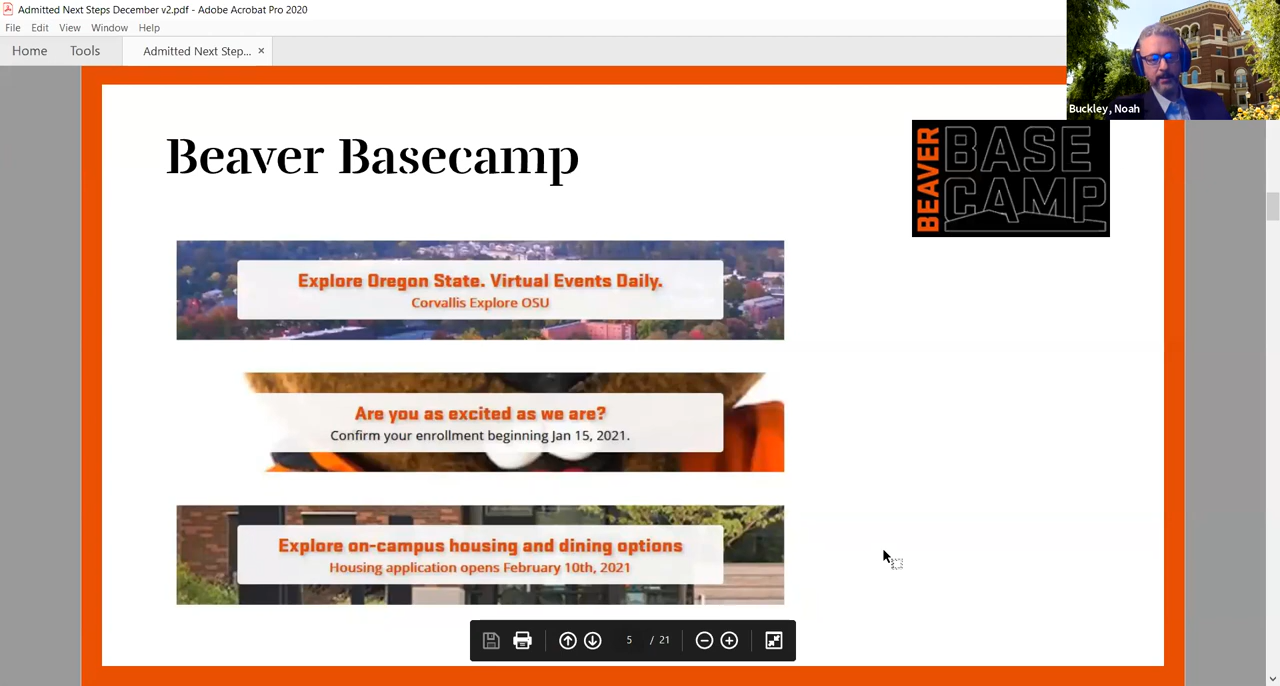 Admitted Next Steps December v2.pdf - Adobe Acrobat Pro 2020
File Edit View Window Help
Home Tools Admitted Next Step... ×
Buckley, Noah
Beaver Basecamp
BEAVER
BASE
CAMP
Explore Oregon State. Virtual Events Daily.
Corvallis Explore OSU
Are you as excited as we are?
Confirm your enrollment beginning Jan 15, 2021.
Explore on-campus housing and dining options
Housing application opens February 10th, 2021
5 / 21